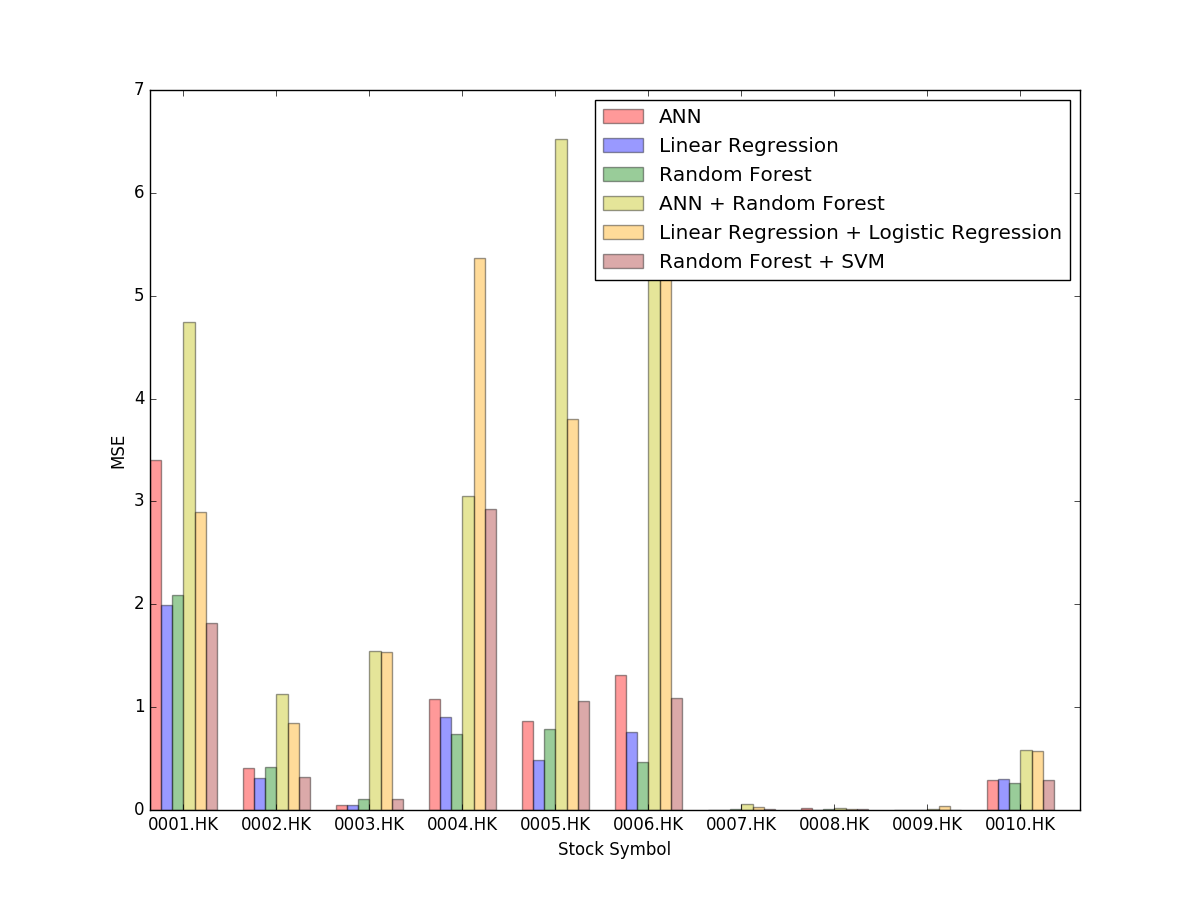 7
6
5
4
3
2
1
0
MSE
ANN
Linear Regression
Random Forest
ANN + Random Forest
Linear Regression + Logistic Regression
Random Forest + SVM
0001.HK 0002.HK 0003.HK 0004.HK 0005.HK 0006.HK 0007.HK 0008.HK 0009.HK 0010.HK
Stock Symbol